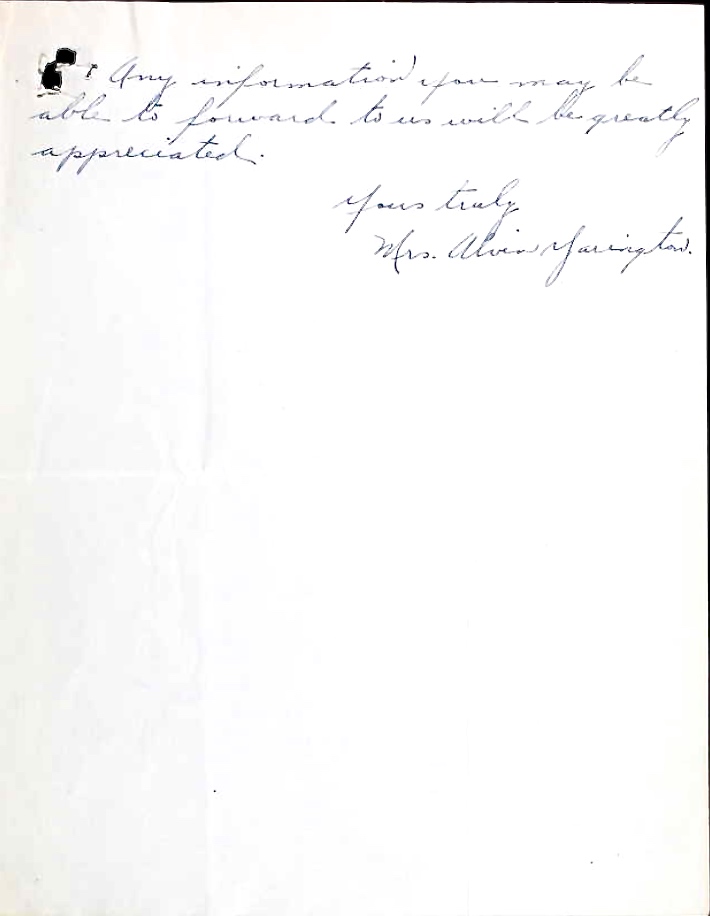 Any information you may be
able to forward to us will be greatly
appreciated.
Yours truly
Mrs. Alvin Yarington.